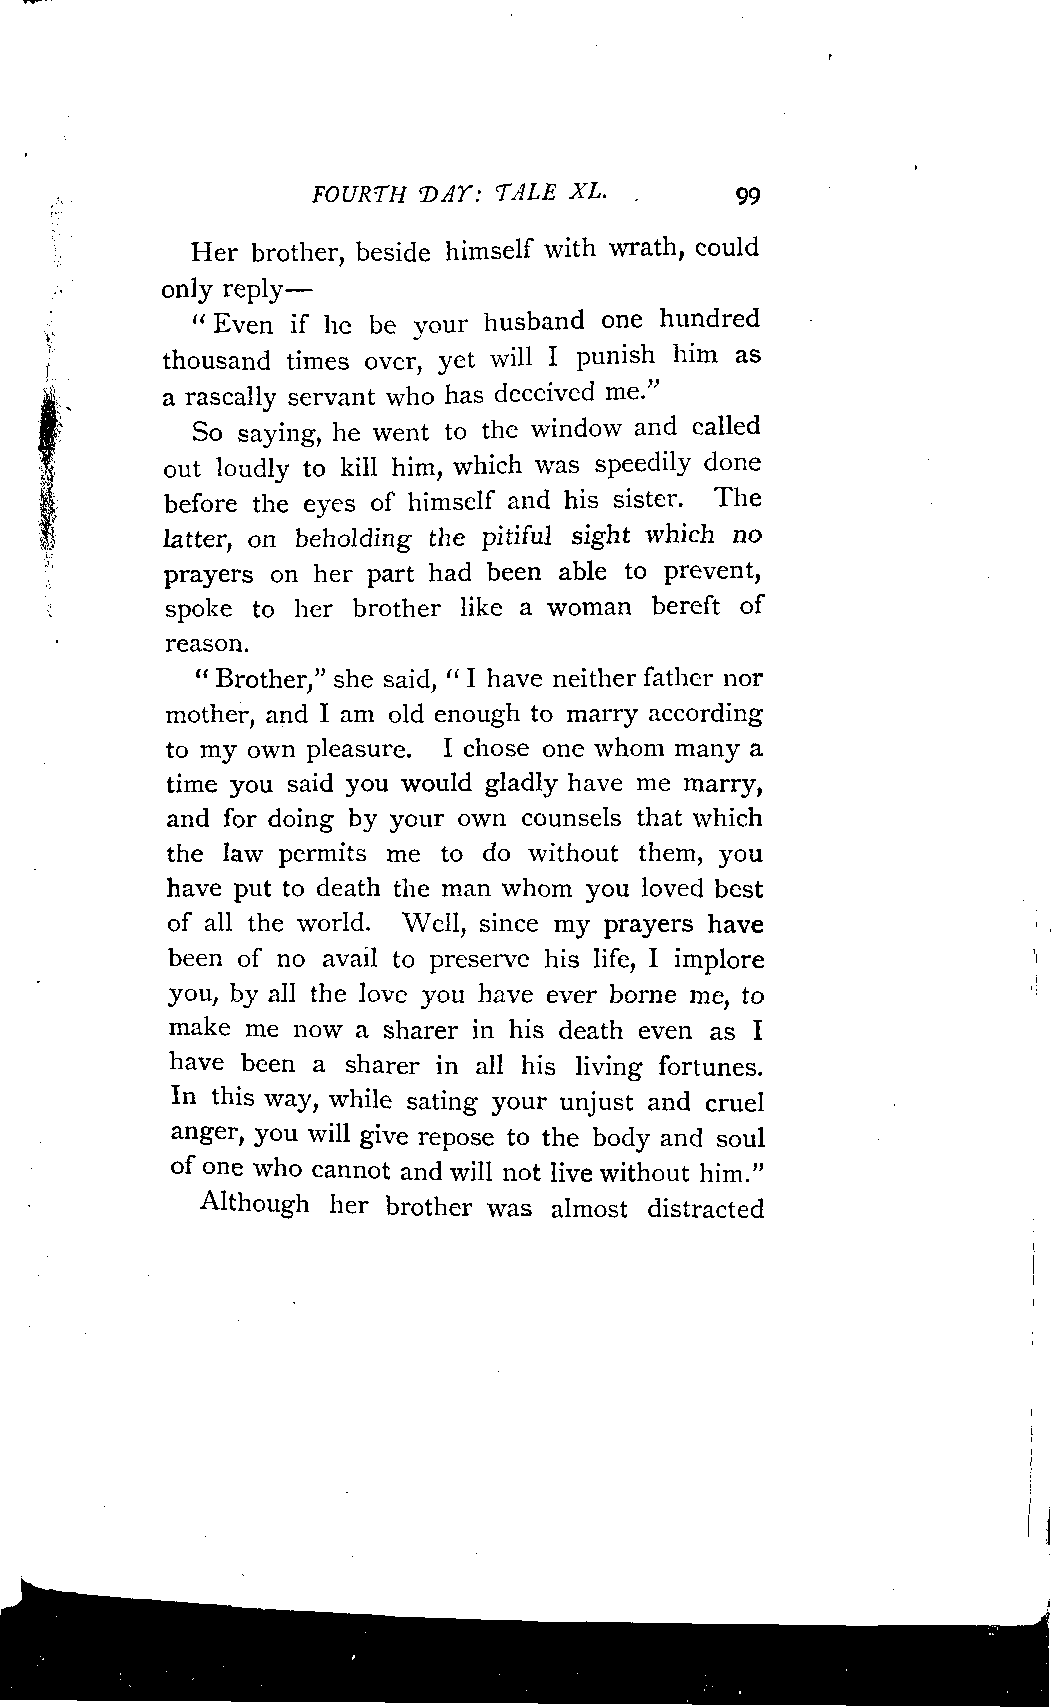 FOURTH DAY: TALE XL. 99
Her brother, beside himself with wrath, could
only reply—
“Even if he be your husband one hundred
thousand times over, yet will I punish him as
a rascally servant who has deceived me.”
So saying, he went to the window and called
out loudly to kill him, which was speedily done
before the eyes of himself and his sister. The
latter, on beholding the pitiful sight which no
prayers on her part had been able to prevent,
spoke to her brother like a woman bereft of
reason.
“Brother,” she said, “I have neither father nor
mother, and I am old enough to marry according
to my own pleasure. I chose one whom many a
time you said you would gladly have me marry,
and for doing by your own counsels that which
the law permits me to do without them, you
have put to death the man whom you loved best
of all the world. Well, since my prayers have
been of no avail to preserve his life, I implore
you, by all the love you have ever borne me, to
make me now a sharer in his death even as I
have been a sharer in all his living fortunes.
In this way, while sating your unjust and cruel
anger, you will give repose to the body and soul
of one who cannot and will not live without him.”
Although her brother was almost distracted